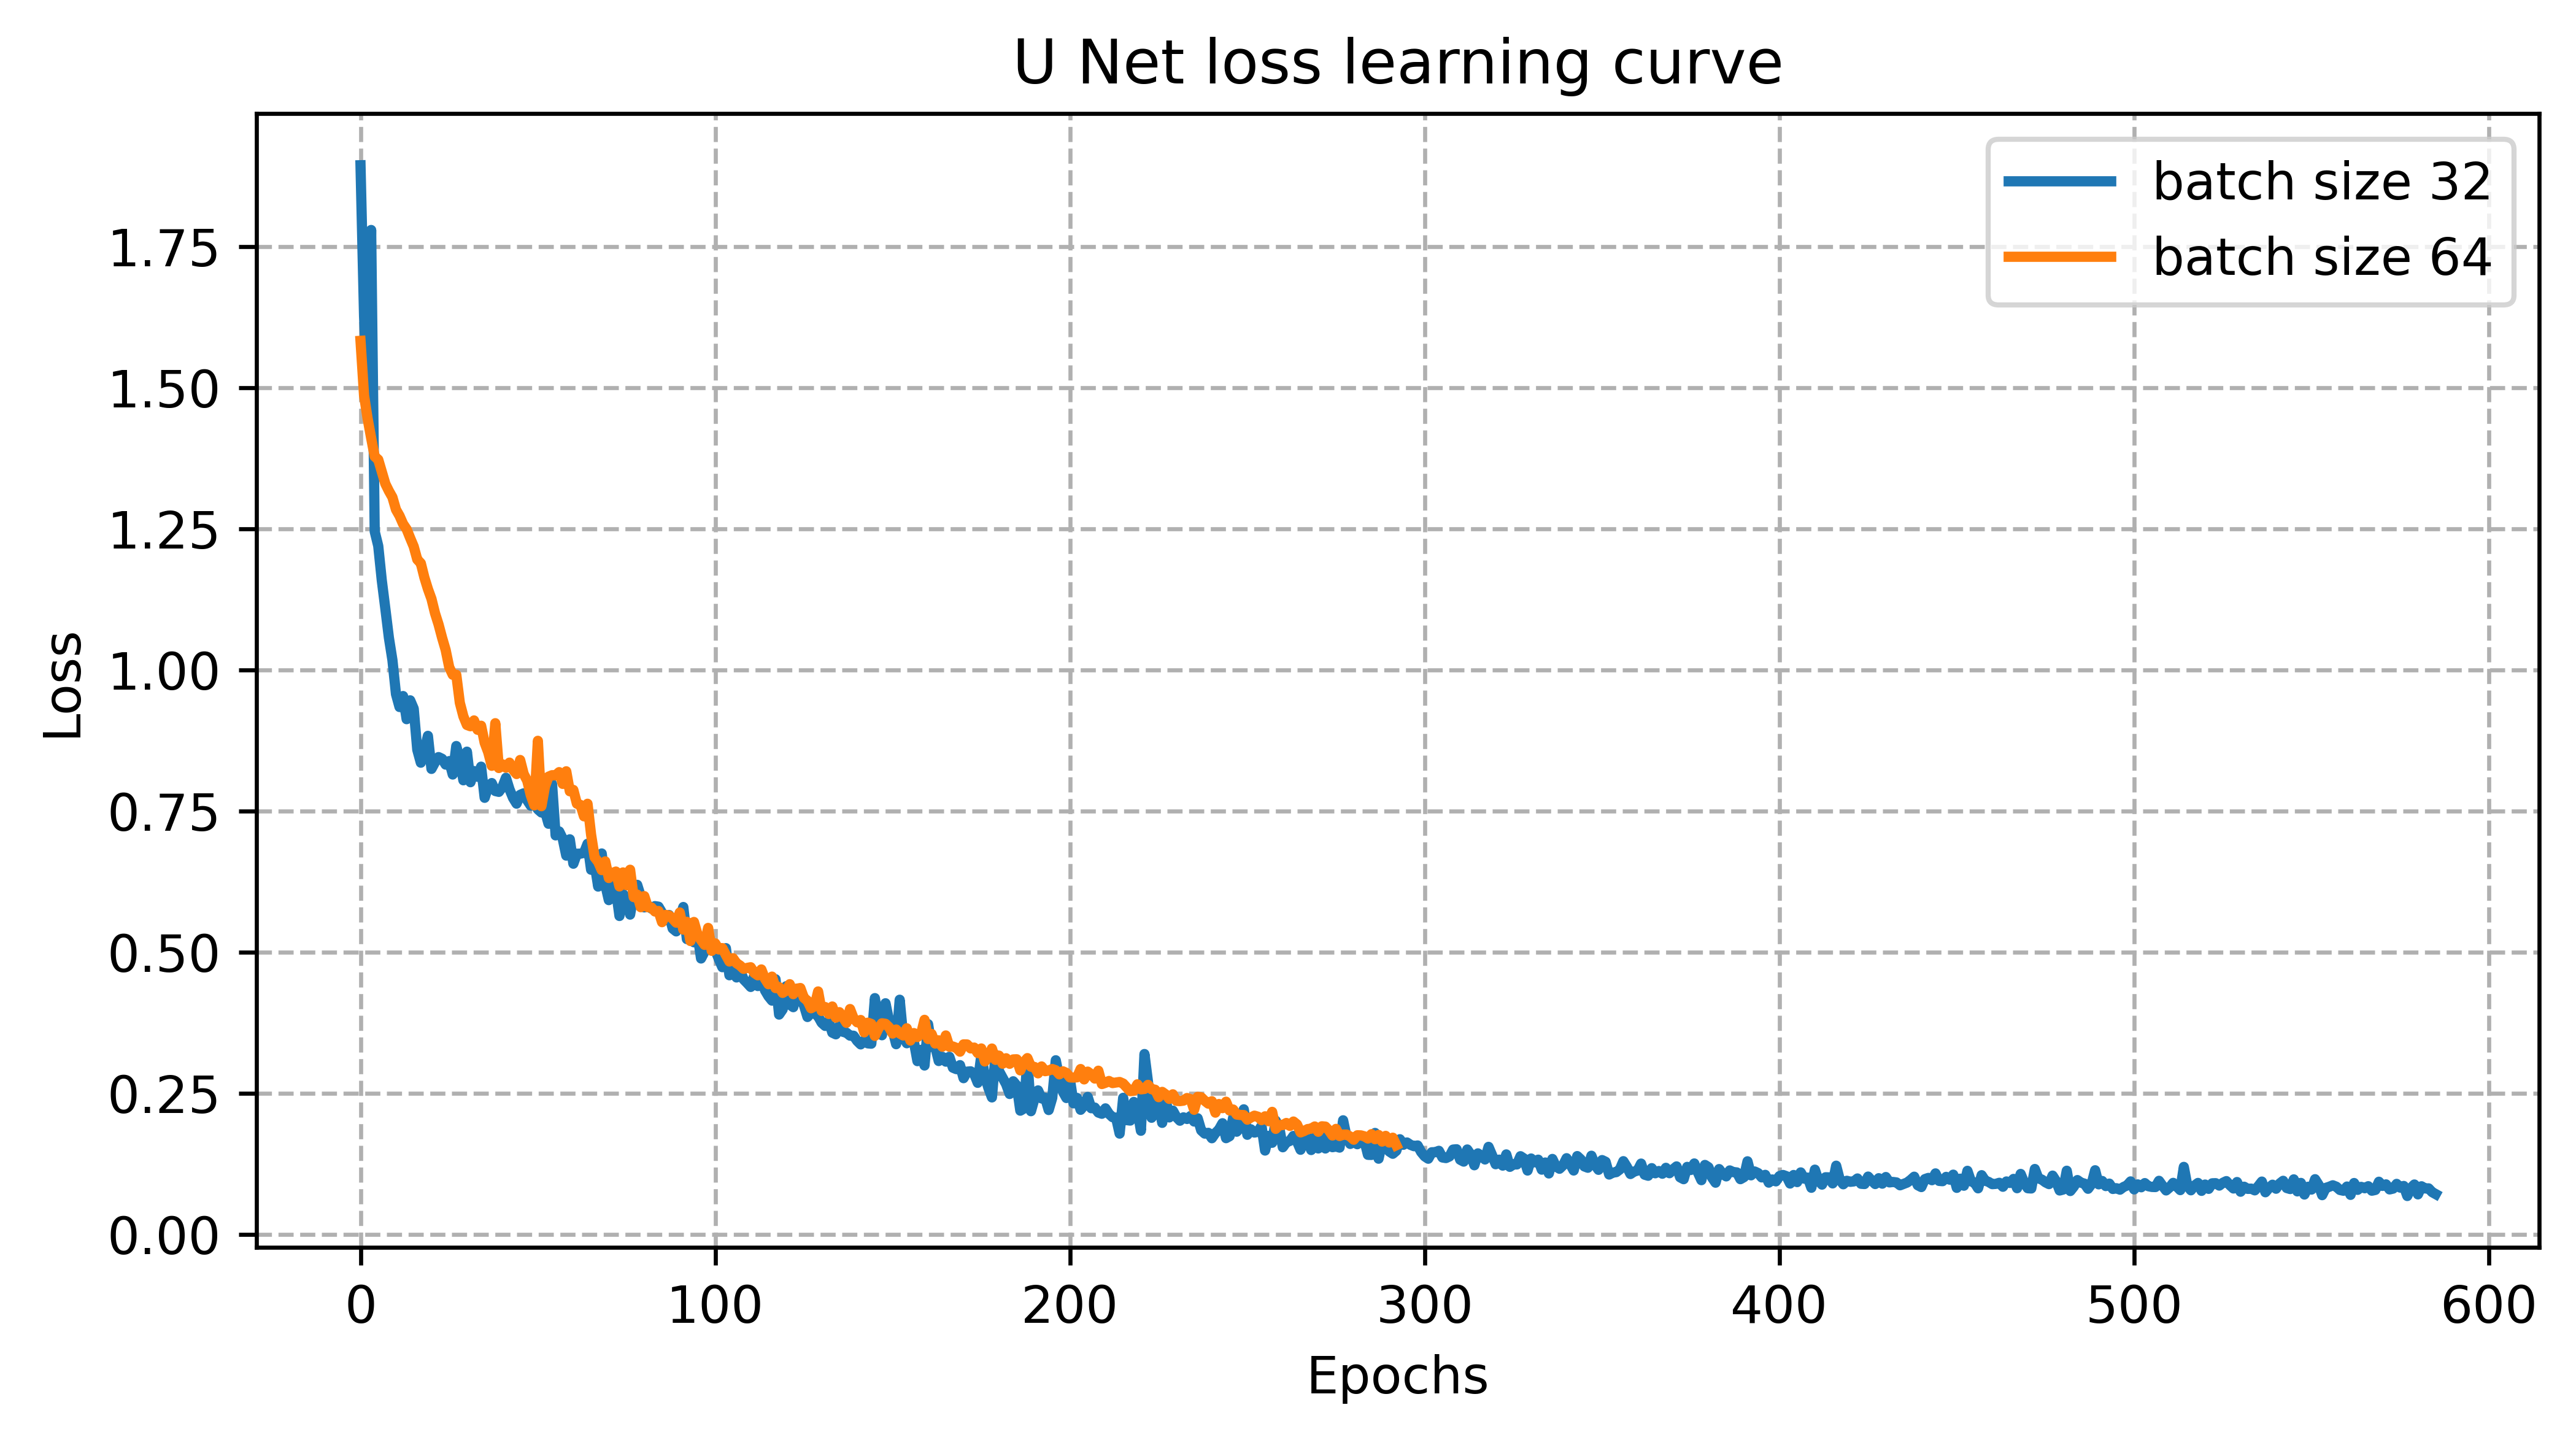 U Net loss learning curve
batch size 32
batch size 64
1.75
1.50
1.25
1.00
0.75
0.50
0.25
0.00
Loss
0 100 200 300 400 500 600
Epochs